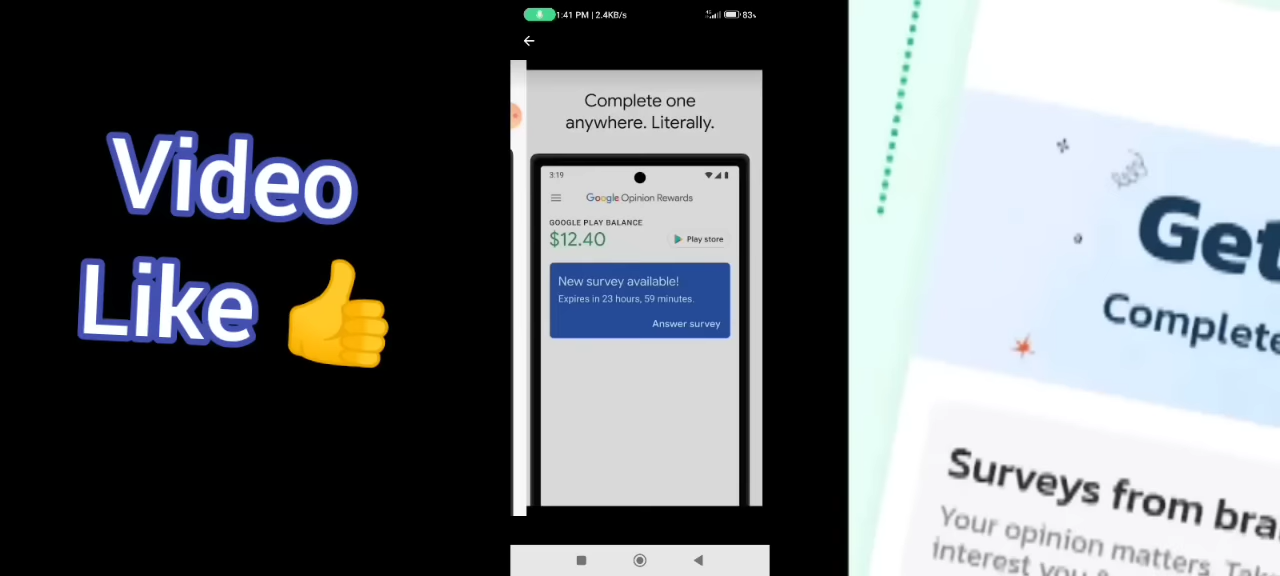 Video
Like
1:41 PM | 2.4KB/s
83%
Complete one
anywhere. Literally.
3:19
Google Opinion Rewards
GOOGLE PLAY BALANCE
$12.40
Play store
New survey available!
Expires in 23 hours, 59 minutes.
Answer survey
Get
Complete
Surveys from bra
Your opinion matters. Tak
interest you &